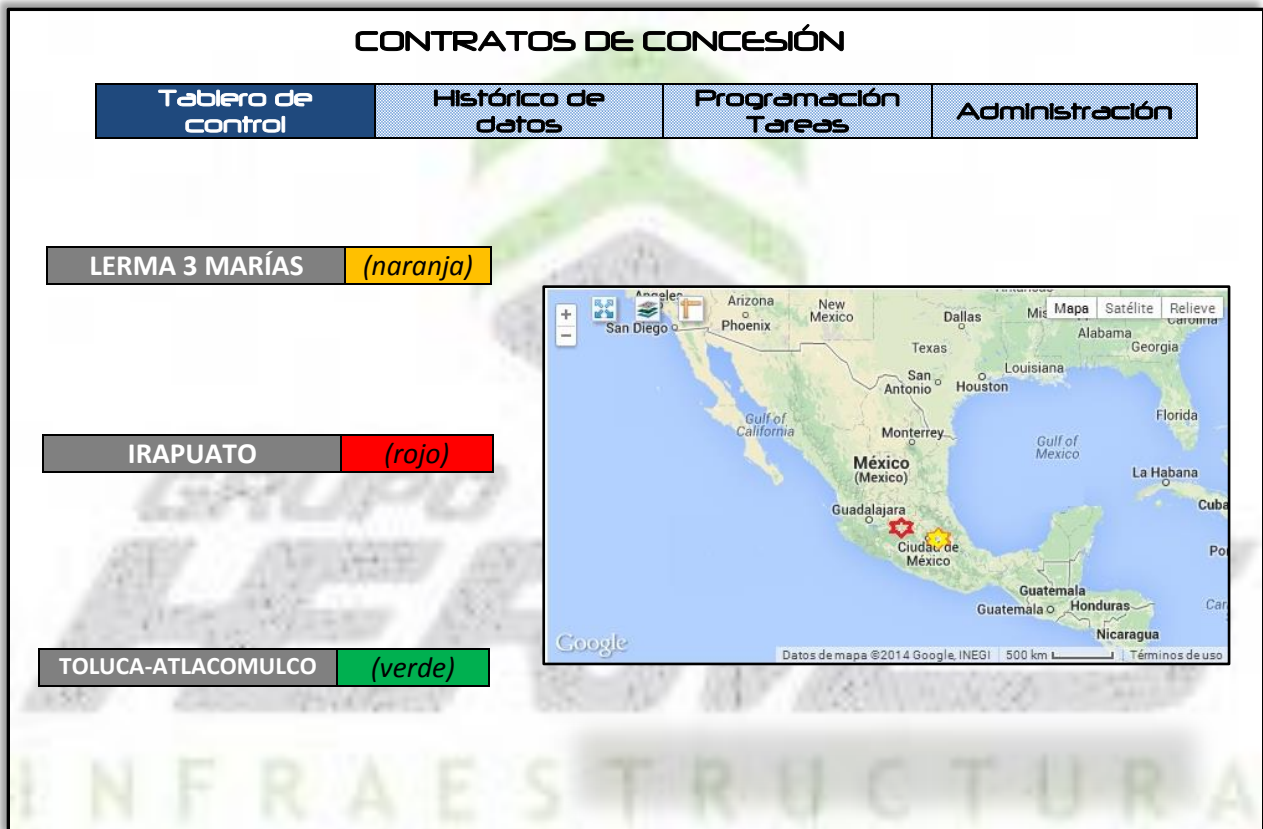 CONTRATOS DE CONCESIÓN
Tablero de control
Histórico de datos
Programación Tareas
Administración
LERMA 3 MARÍAS (naranja)
IRAPUATO (rojo)
TOLUCA-ATLACOMULCO (verde)
+
−
Mapa Satélite Relieve
San Diego
Arizona
Phoenix
New Mexico
Dallas
Texas
Alabama
Georgia
San Antonio
Houston
Louisiana
Florida
Gulf of California
Monterrey
Gulf of Mexico
México
(Mexico)
La Habana
Cuba
Guadalajara
Ciudad de México
Guatemala
Guatemala
Honduras
Nicaragua
Google
Datos de mapa ©2014 Google, INEGI 500 km Términos de uso
GRUPO
INFRAESTRUCTURA